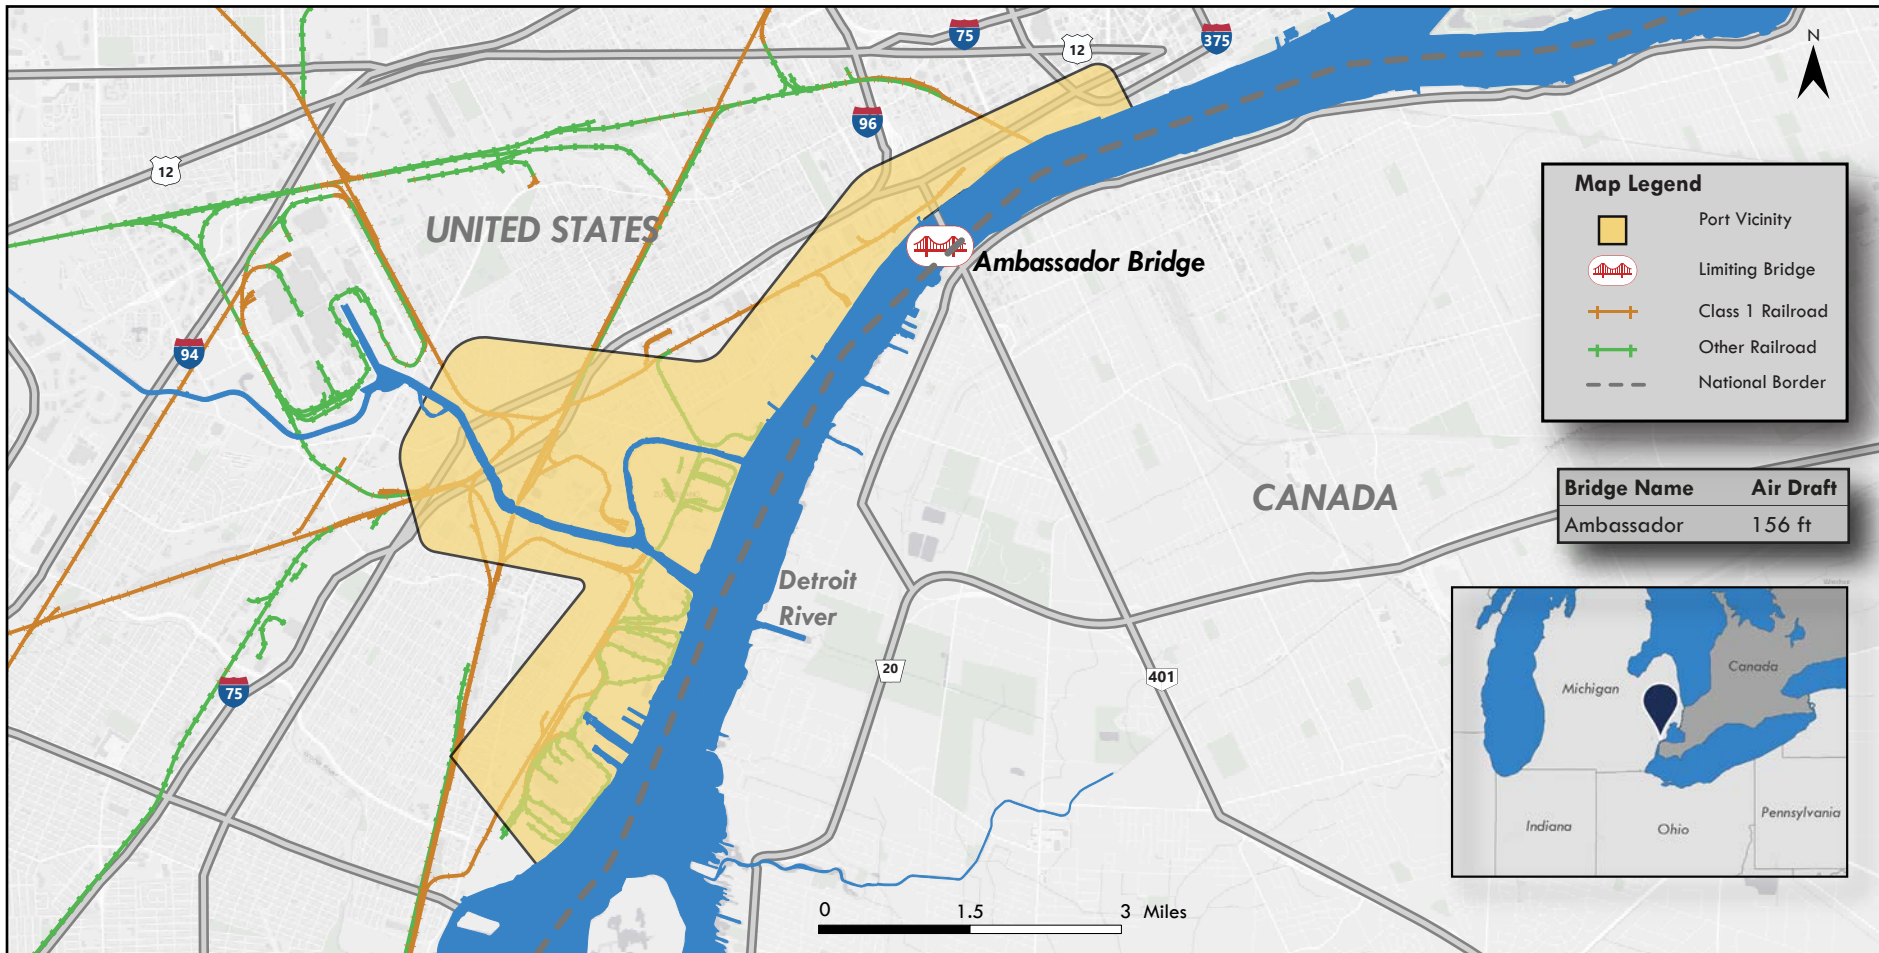 75
12
375
N
96
12
UNITED STATES
Ambassador Bridge
94
Map Legend
Port Vicinity
Limiting Bridge
Class 1 Railroad
Other Railroad
National Border
CANADA
Bridge Name Air Draft
Ambassador 156 ft
Detroit
River
20
401
75
Canada
Michigan
Indiana
Ohio
Pennsylvania
0 1.5 3 Miles